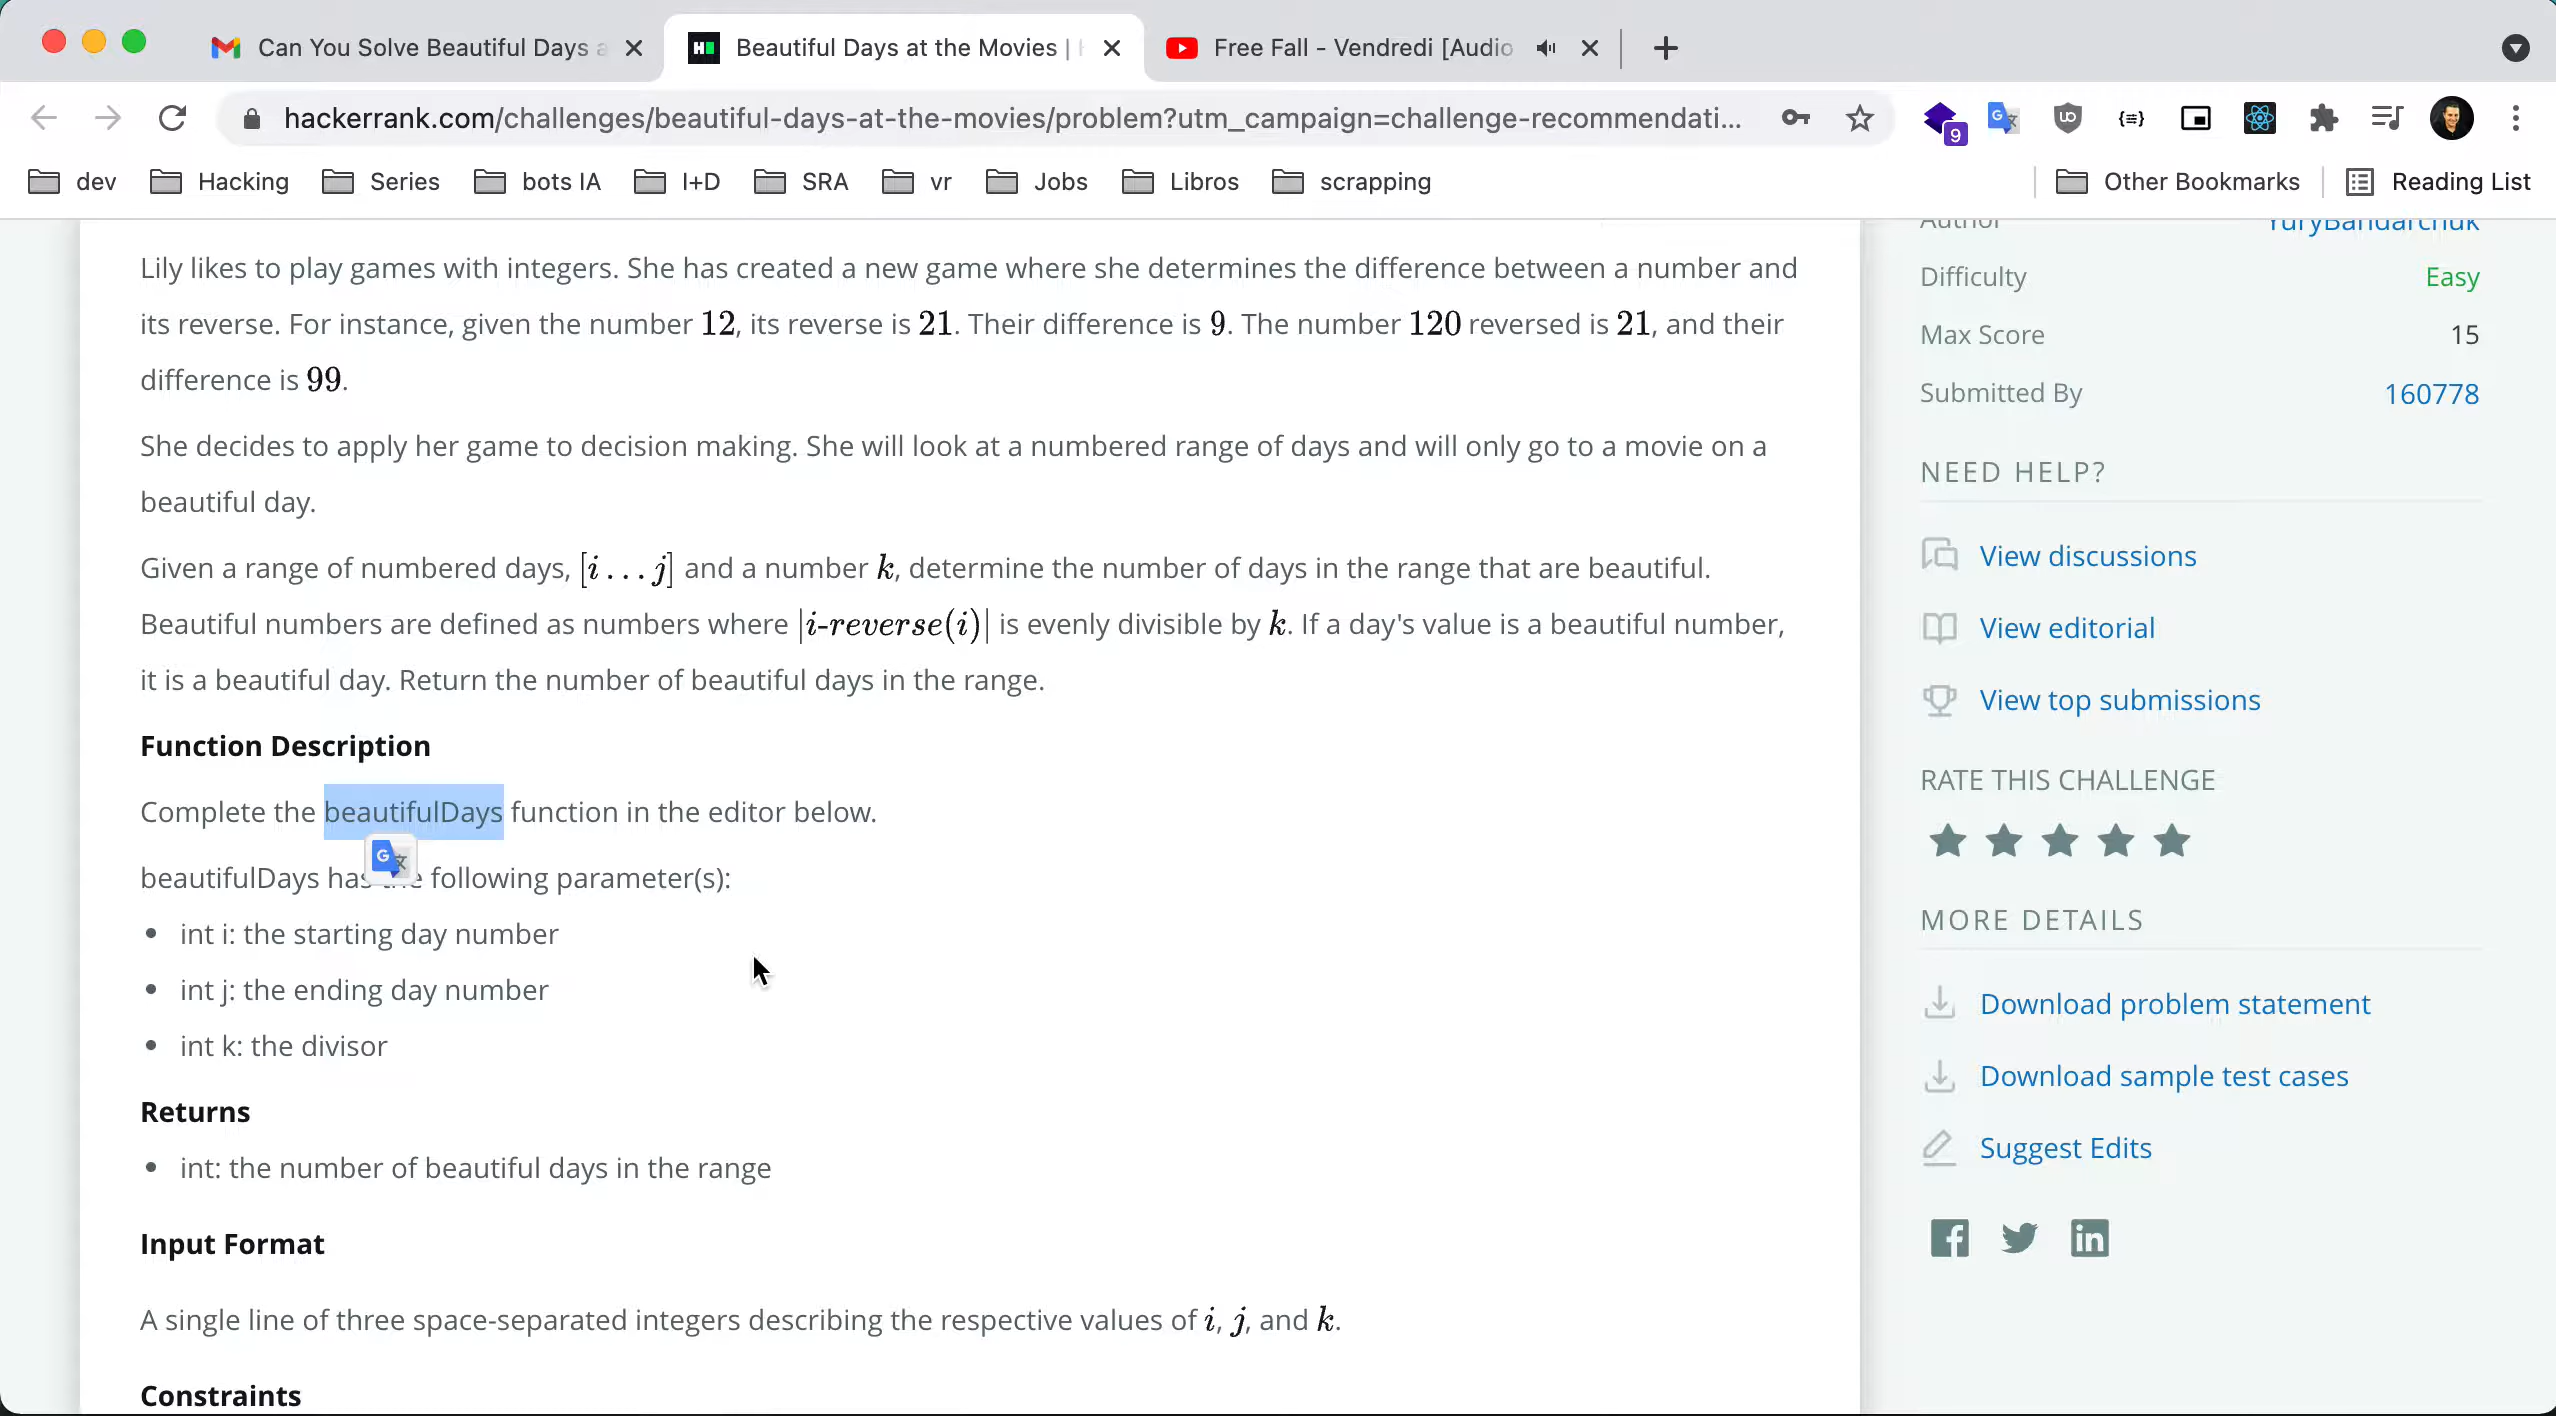 Can You Solve Beautiful Days a
Beautiful Days at the Movies |
Free Fall - Vendredi [Audio
hackerrank.com/challenges/beautiful-days-at-the-movies/problem?utm_campaign=challenge-recommendati...
9
dev
Hacking
Series
bots IA
I+D
SRA
vr
Jobs
Libros
scrapping
Other Bookmarks
Reading List
Lily likes to play games with integers. She has created a new game where she determines the difference between a number and
its reverse. For instance, given the number 12, its reverse is 21. Their difference is 9. The number 120 reversed is 21, and their
difference is 99.
She decides to apply her game to decision making. She will look at a numbered range of days and will only go to a movie on a
beautiful day.
Given a range of numbered days, [i . . . j] and a number k, determine the number of days in the range that are beautiful.
Beautiful numbers are defined as numbers where |i-reverse(i)| is evenly divisible by k. If a day's value is a beautiful number,
it is a beautiful day. Return the number of beautiful days in the range.
Function Description
Complete the beautifulDays function in the editor below.
beautifulDays has the following parameter(s):
• int i: the starting day number
• int j: the ending day number
• int k: the divisor
Returns
• int: the number of beautiful days in the range
Input Format
A single line of three space-separated integers describing the respective values of i, j, and k.
Constraints
Author YuryBandarchuk
Difficulty Easy
Max Score 15
Submitted By 160778
NEED HELP?
View discussions
View editorial
View top submissions
RATE THIS CHALLENGE
MORE DETAILS
Download problem statement
Download sample test cases
Suggest Edits